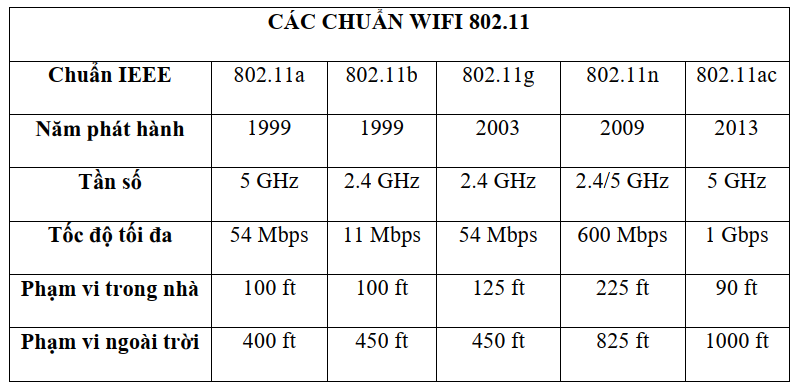 CÁC CHUẨN WIFI 802.11
Chuẩn IEEE 802.11a 802.11b 802.11g 802.11n 802.11ac
Năm phát hành 1999 1999 2003 2009 2013
Tần số 5 GHz 2.4 GHz 2.4 GHz 2.4/5 GHz 5 GHz
Tốc độ tối đa 54 Mbps 11 Mbps 54 Mbps 600 Mbps 1 Gbps
Phạm vi trong nhà 100 ft 100 ft 125 ft 225 ft 90 ft
Phạm vi ngoài trời 400 ft 450 ft 450 ft 825 ft 1000 ft